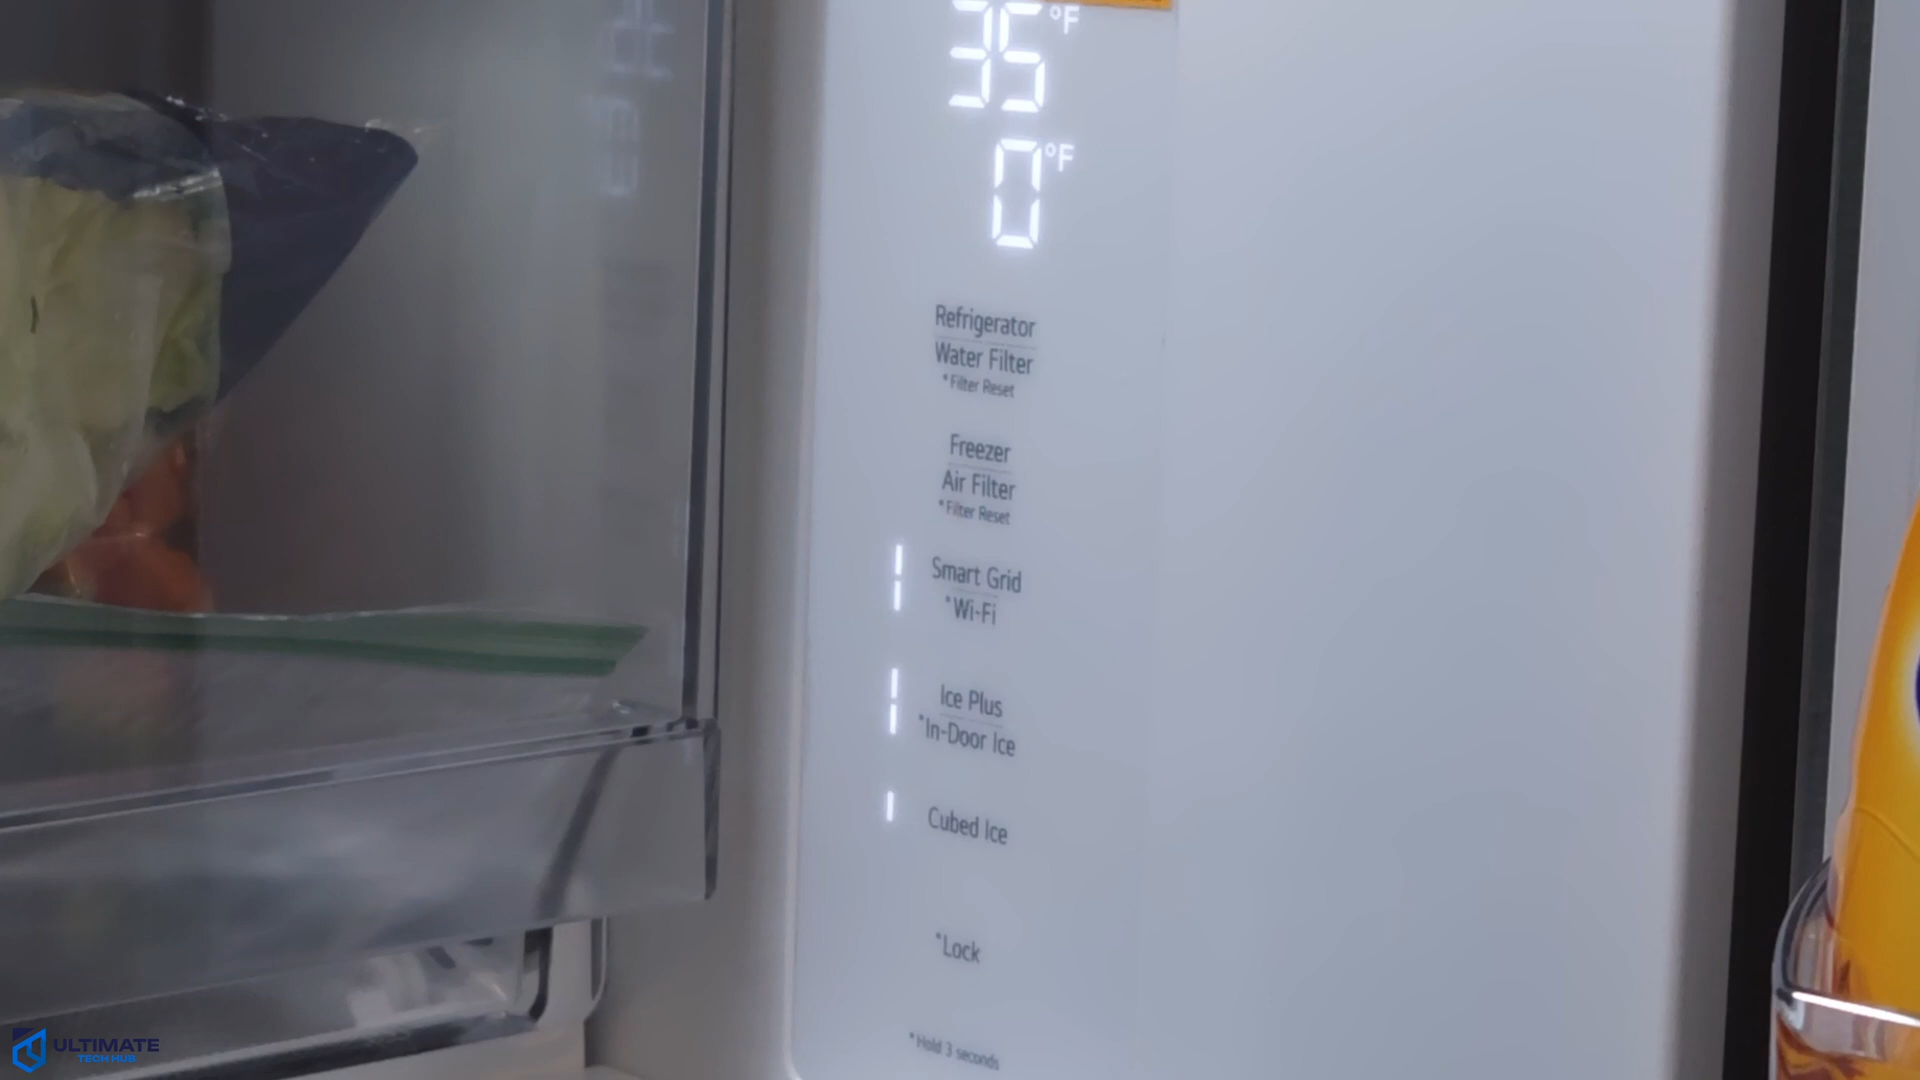 35 °F
0 °F
Refrigerator
Water Filter
*Filter Reset
Freezer
Air Filter
*Filter Reset
Smart Grid
*Wi-Fi
Ice Plus
*In-Door Ice
Cubed Ice
*Lock
*Hold 3 seconds
ULTIMATE
TECH HUB